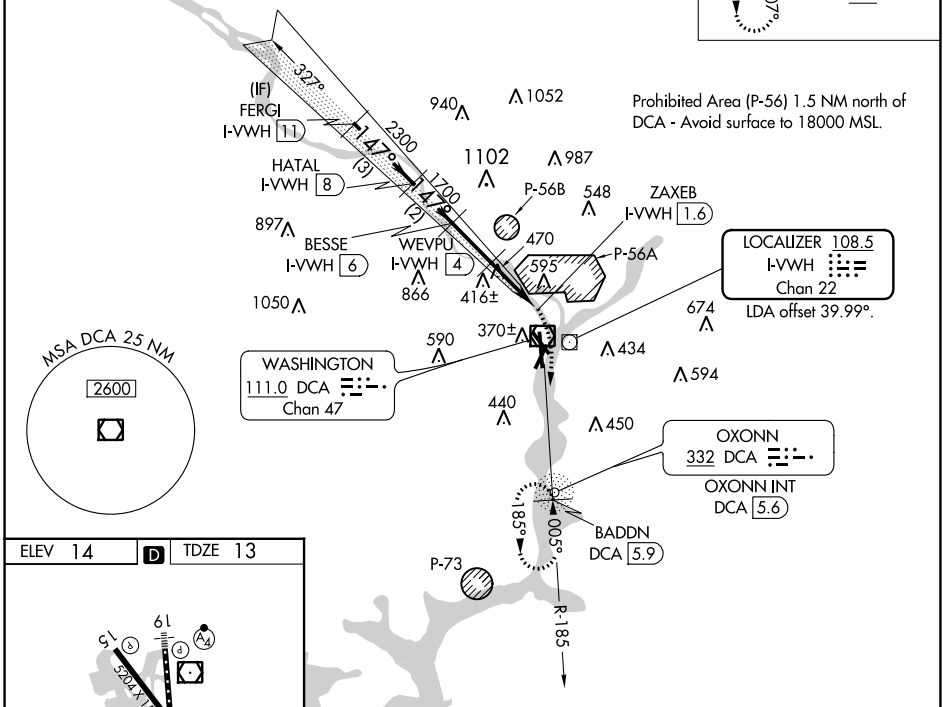 07°
Prohibited Area (P-56) 1.5 NM north of
DCA - Avoid surface to 18000 MSL.
327°
(IF)
FERGI
I-VWH 11
940
1052
2300
147°
(3)
HATAL
I-VWH 8
1102
987
1700
147°
(2)
P-56B
548
ZAXEB
I-VWH 1.6
897
BESSE
I-VWH 6
WEVPU
I-VWH 4
470
P-56A
595
866
416±
LOCALIZER 108.5
I-VWH
Chan 22
LDA offset 39.99°.
1050
674
370±
590
434
MSA DCA 25 NM
2600
WASHINGTON
111.0 DCA
Chan 47
594
440
450
OXONN
332 DCA
OXONN INT
DCA 5.6
185°
005°
BADDN
DCA 5.9
P-73
R-185
ELEV 14 D TDZE 13
15
P
19
P
A4